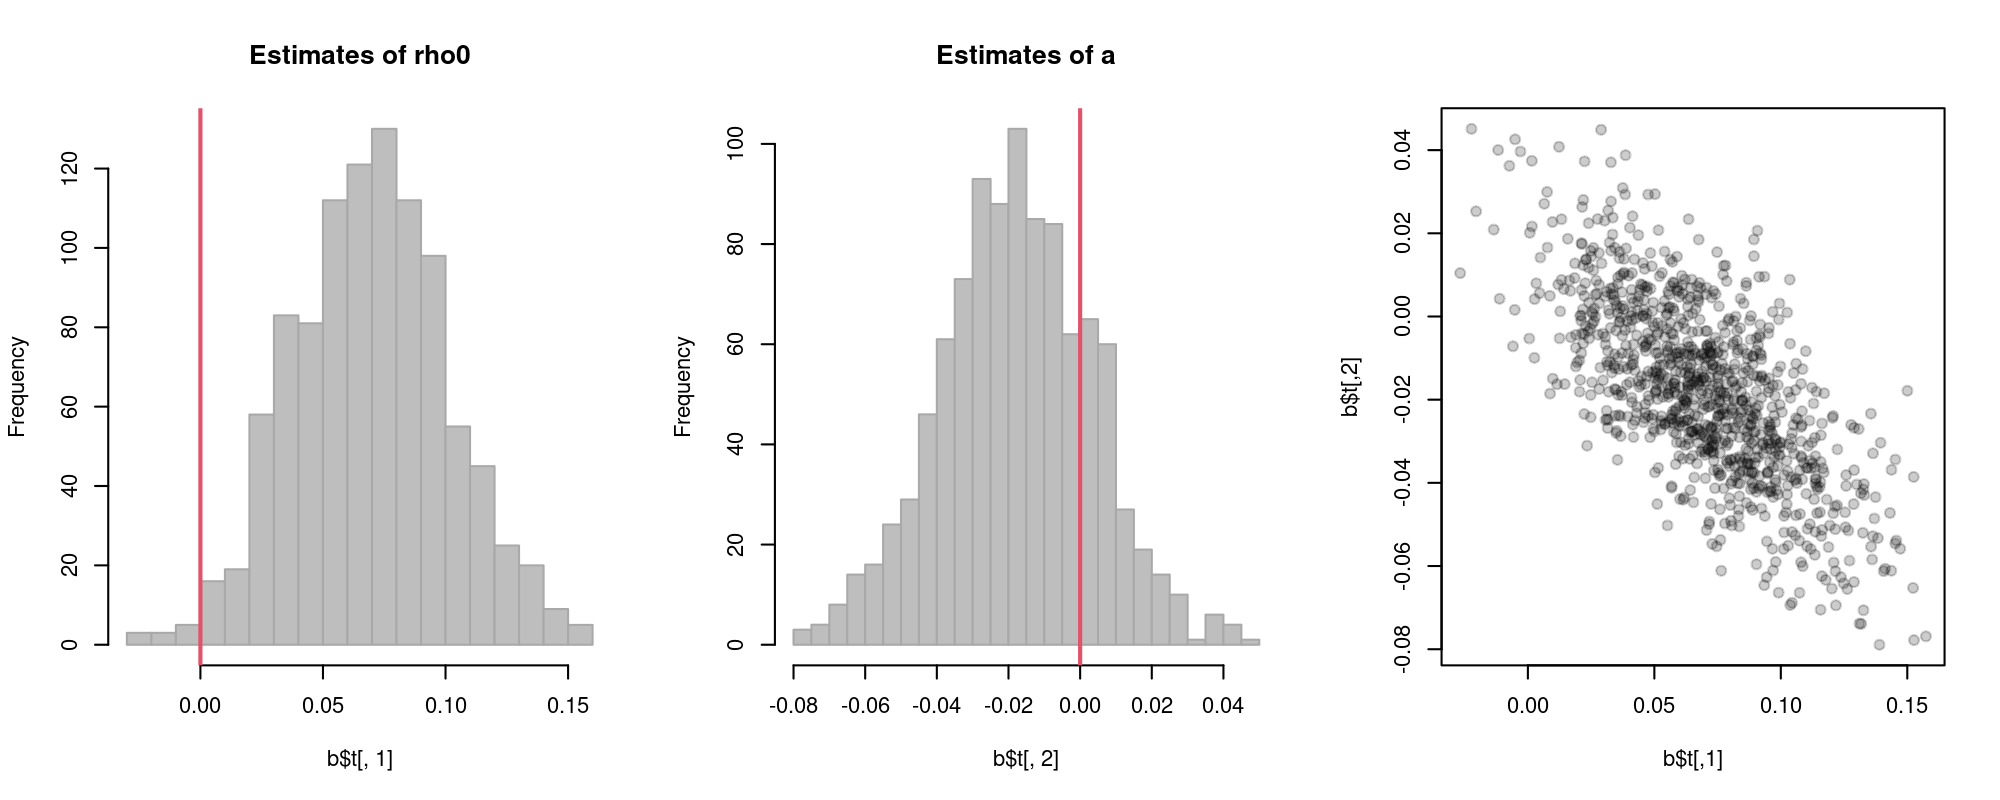 Estimates of rho0
Frequency
0 20 40 60 80 100 120
0.00 0.05 0.10 0.15
b$t[, 1]
Estimates of a
Frequency
0 20 40 60 80 100
-0.08 -0.06 -0.04 -0.02 0.00 0.02 0.04
b$t[, 2]
b$t[,2]
-0.08 -0.06 -0.04 -0.02 0.00 0.02 0.04
0.00 0.05 0.10 0.15
b$t[,1]